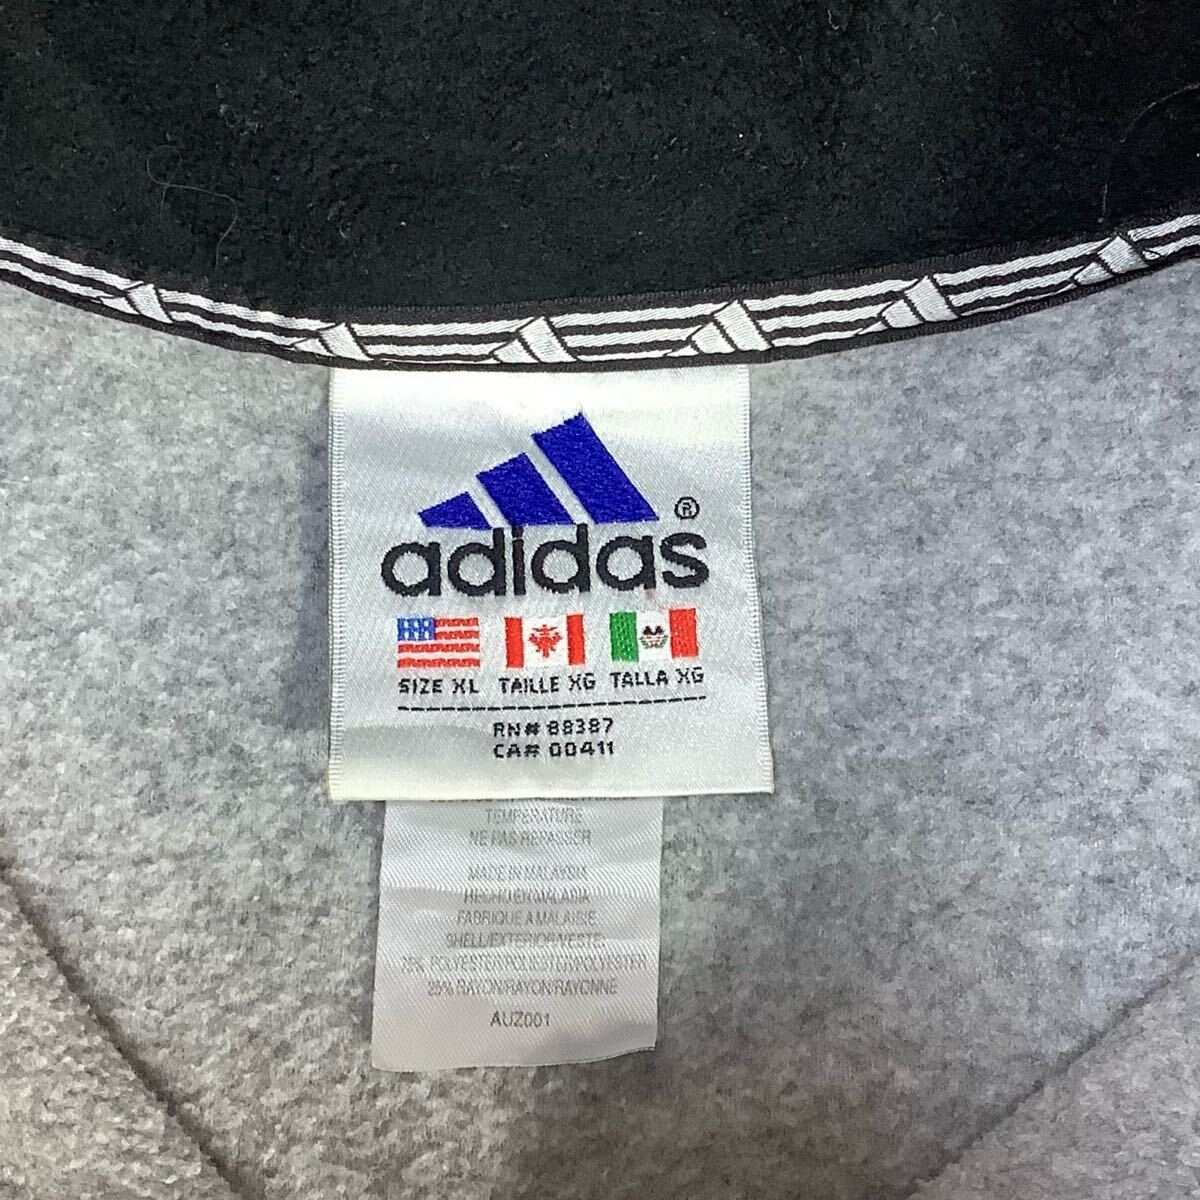 adidas ®
SIZE XL TAILLE XG TALLA XG
RN# 88387
CA# 00411
TEMPERATURE
NE PAS REPASSER
MADE IN MALAYSIA
HECHO EN MALASIA
FABRIQUE A MALAISIE
SHELL/EXTERIOR/VESTE:
POLYESTER/POLIESTER/POLYESTER
25% RAYON/RAYON/RAYONNE
AUZ001